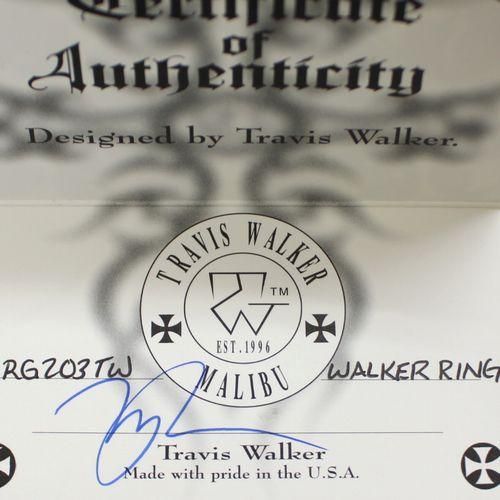 Certificate
of
Authenticity
Designed by Travis Walker.
TRAVIS WALKER
TW™
EST.1996
MALIBU
RG203TW
WALKER RING
Travis Walker
Made with pride in the U.S.A.